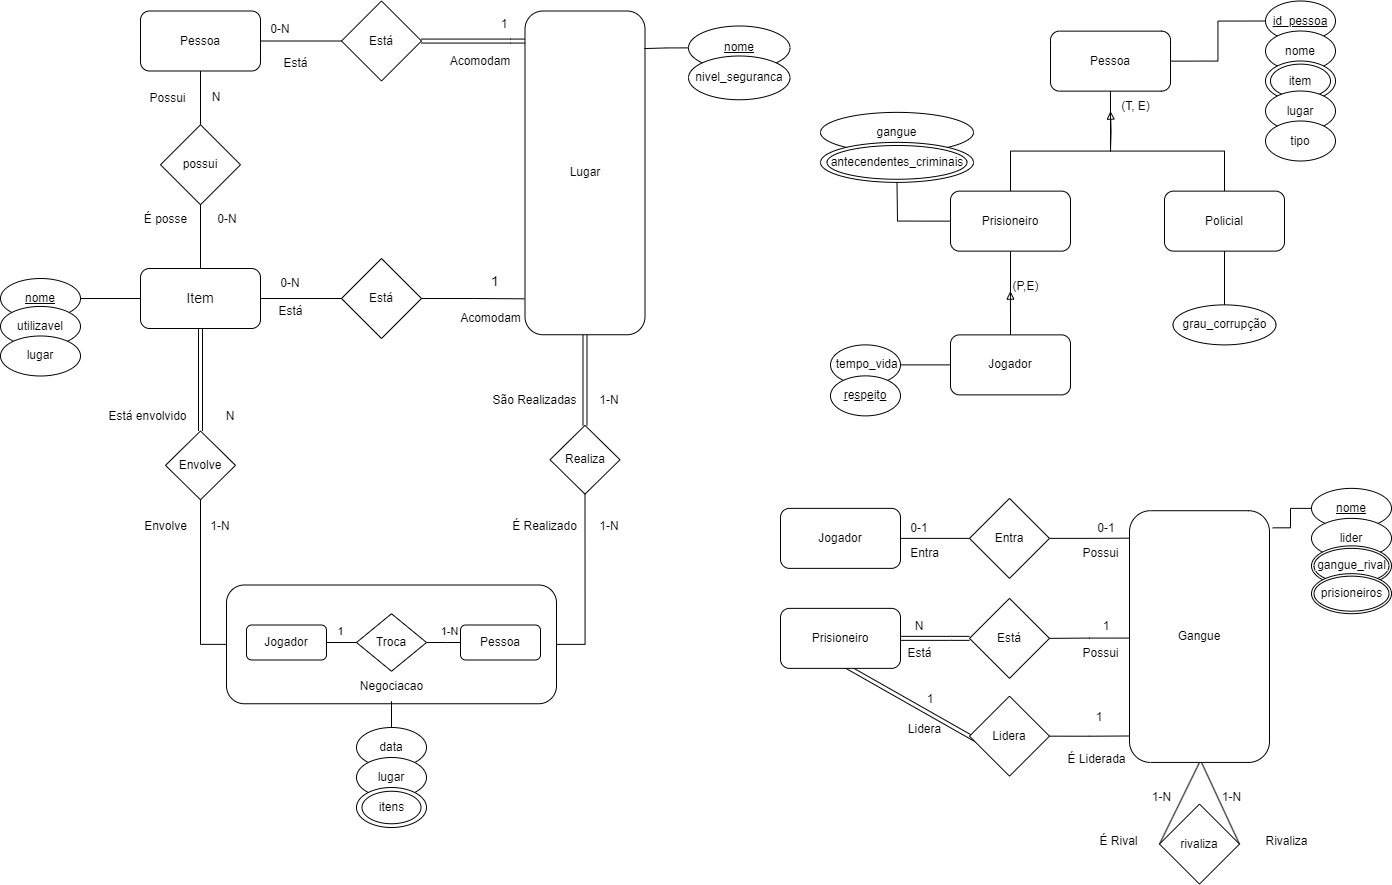 Pessoa
0-N
Está
Está
1
Acomodam
Lugar
nome
nivel_seguranca
Possui
N
possui
É posse
0-N
nome
utilizavel
lugar
Item
0-N
Está
Está
1
Acomodam
Está envolvido
N
Envolve
Envolve
1-N
São Realizadas
1-N
Realiza
É Realizado
1-N
Jogador
1
Troca
1-N
Pessoa
Negociacao
data
lugar
itens
Pessoa
id_pessoa
nome
item
lugar
tipo
(T, E)
gangue
antecendentes_criminais
Prisioneiro
Policial
(P,E)
grau_corrupção
tempo_vida
respeito
Jogador
Jogador
0-1
Entra
Entra
0-1
Possui
Prisioneiro
N
Está
Está
1
Possui
1
Lidera
Lidera
1
É Liderada
Gangue
nome
lider
gangue_rival
prisioneiros
1-N
1-N
É Rival
rivaliza
Rivaliza